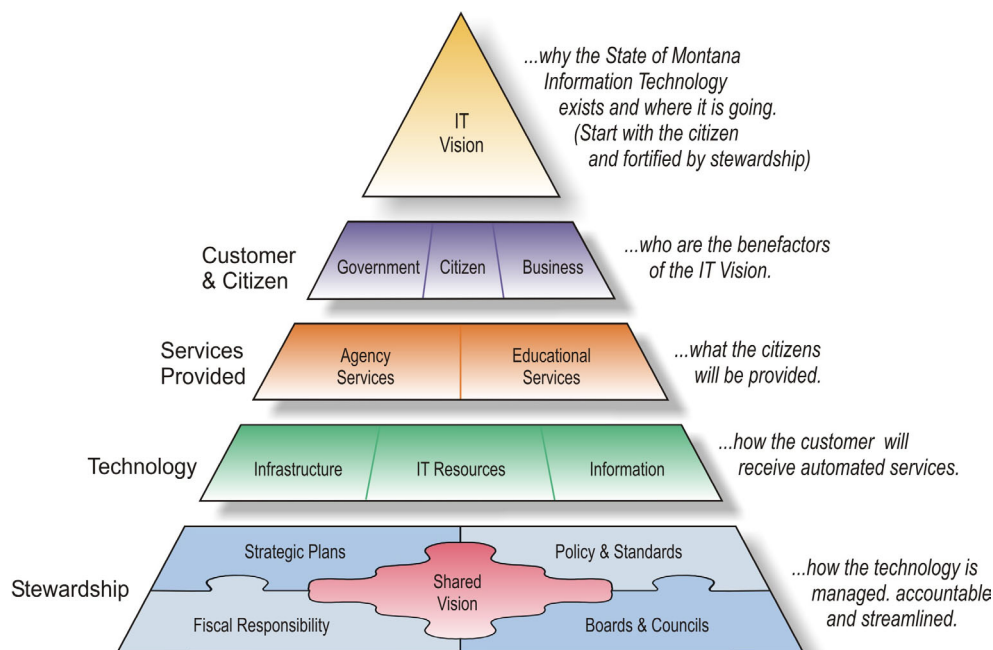 IT
Vision
...why the State of Montana
Information Technology
exists and where it is going.
(Start with the citizen
and fortified by stewardship)
Customer
& Citizen
Government
Citizen
Business
...who are the benefactors
of the IT Vision.
Services
Provided
Agency
Services
Educational
Services
...what the citizens
will be provided.
Technology
Infrastructure
IT Resources
Information
...how the customer will
receive automated services.
Stewardship
Strategic Plans
Policy & Standards
Shared
Vision
Fiscal Responsibility
Boards & Councils
...how the technology is
managed. accountable
and streamlined.